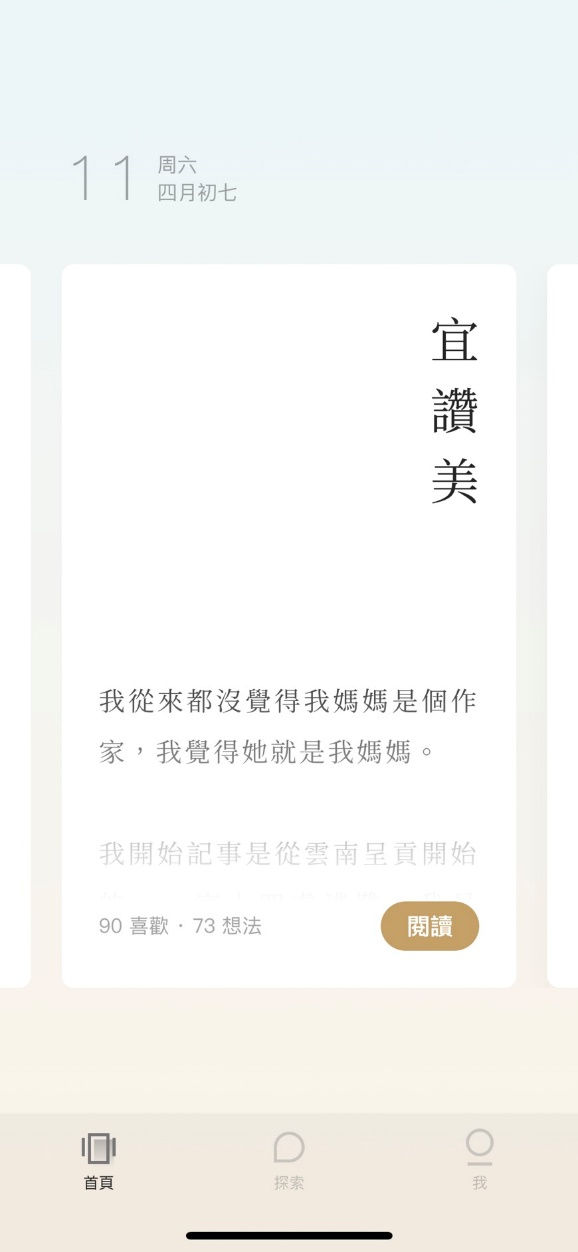 11
周六
四月初七
宜讚美
我從來都沒覺得我媽媽是個作
家，我覺得她就是我媽媽。
我開始記事是從雲南呈貢開始
90 喜歡 · 73 想法
閱讀
首頁
探索
我